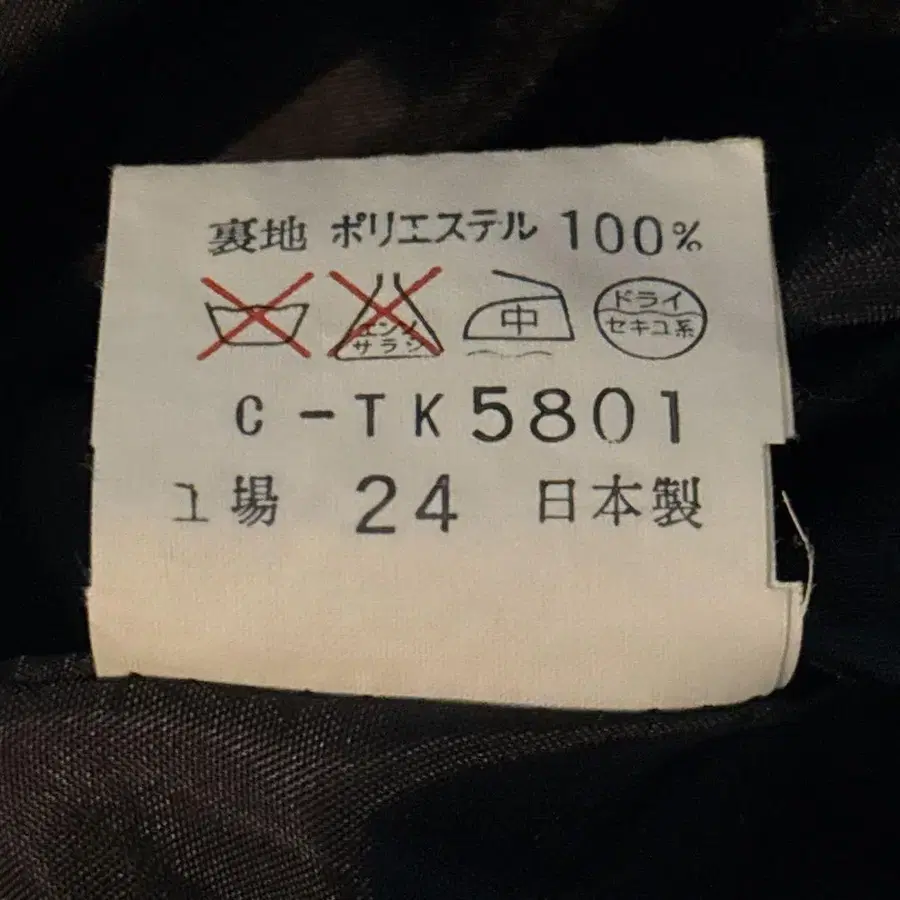 裏地 ポリエステル 100%
エンソ サラシ 中 ドライ セキユ系
C-TK5801
1場 24 日本製